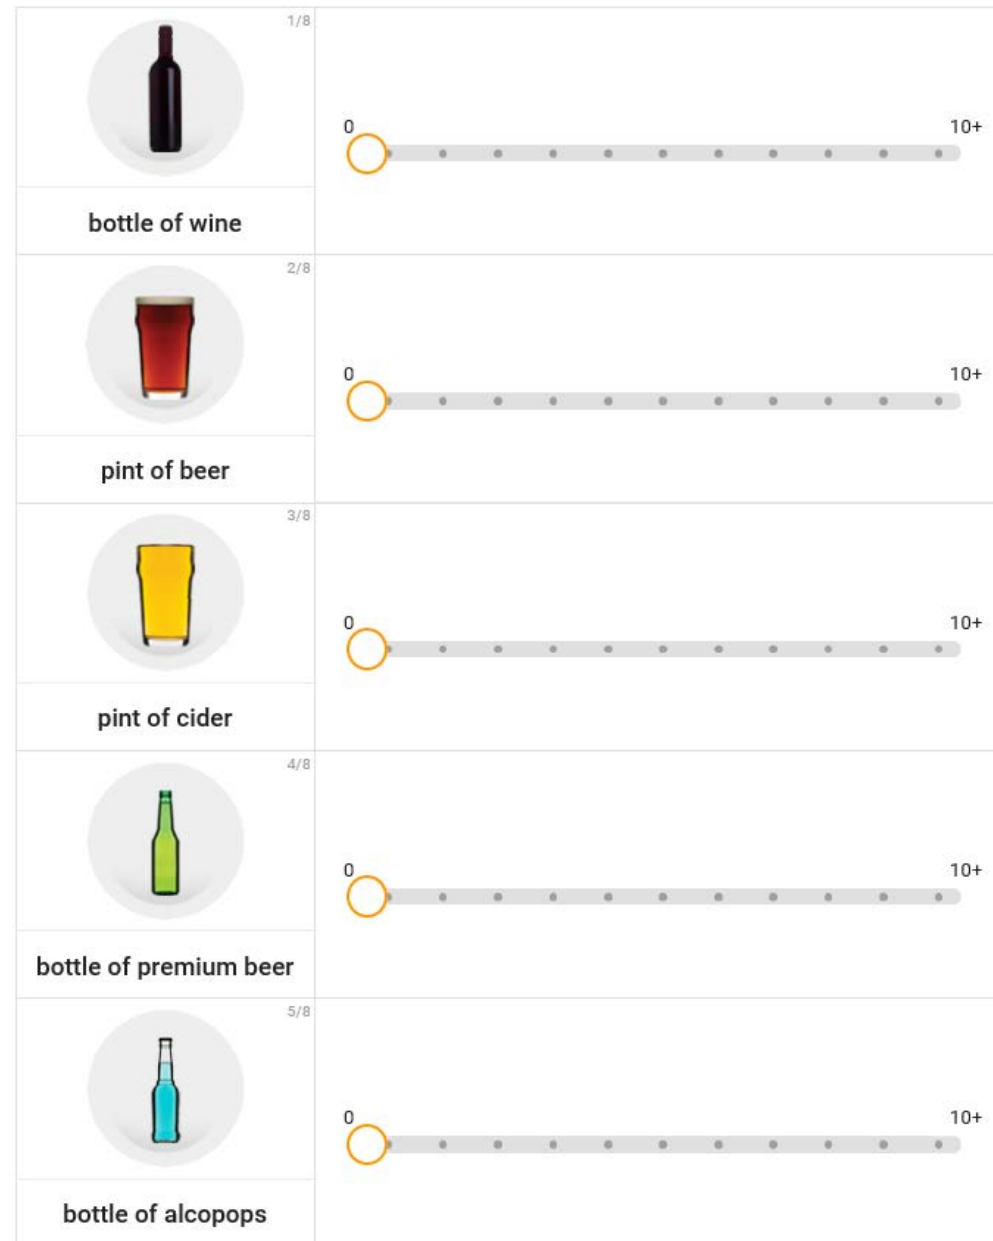 1/8
0 10+
bottle of wine
2/8
0 10+
pint of beer
3/8
0 10+
pint of cider
4/8
0 10+
bottle of premium beer
5/8
0 10+
bottle of alcopops